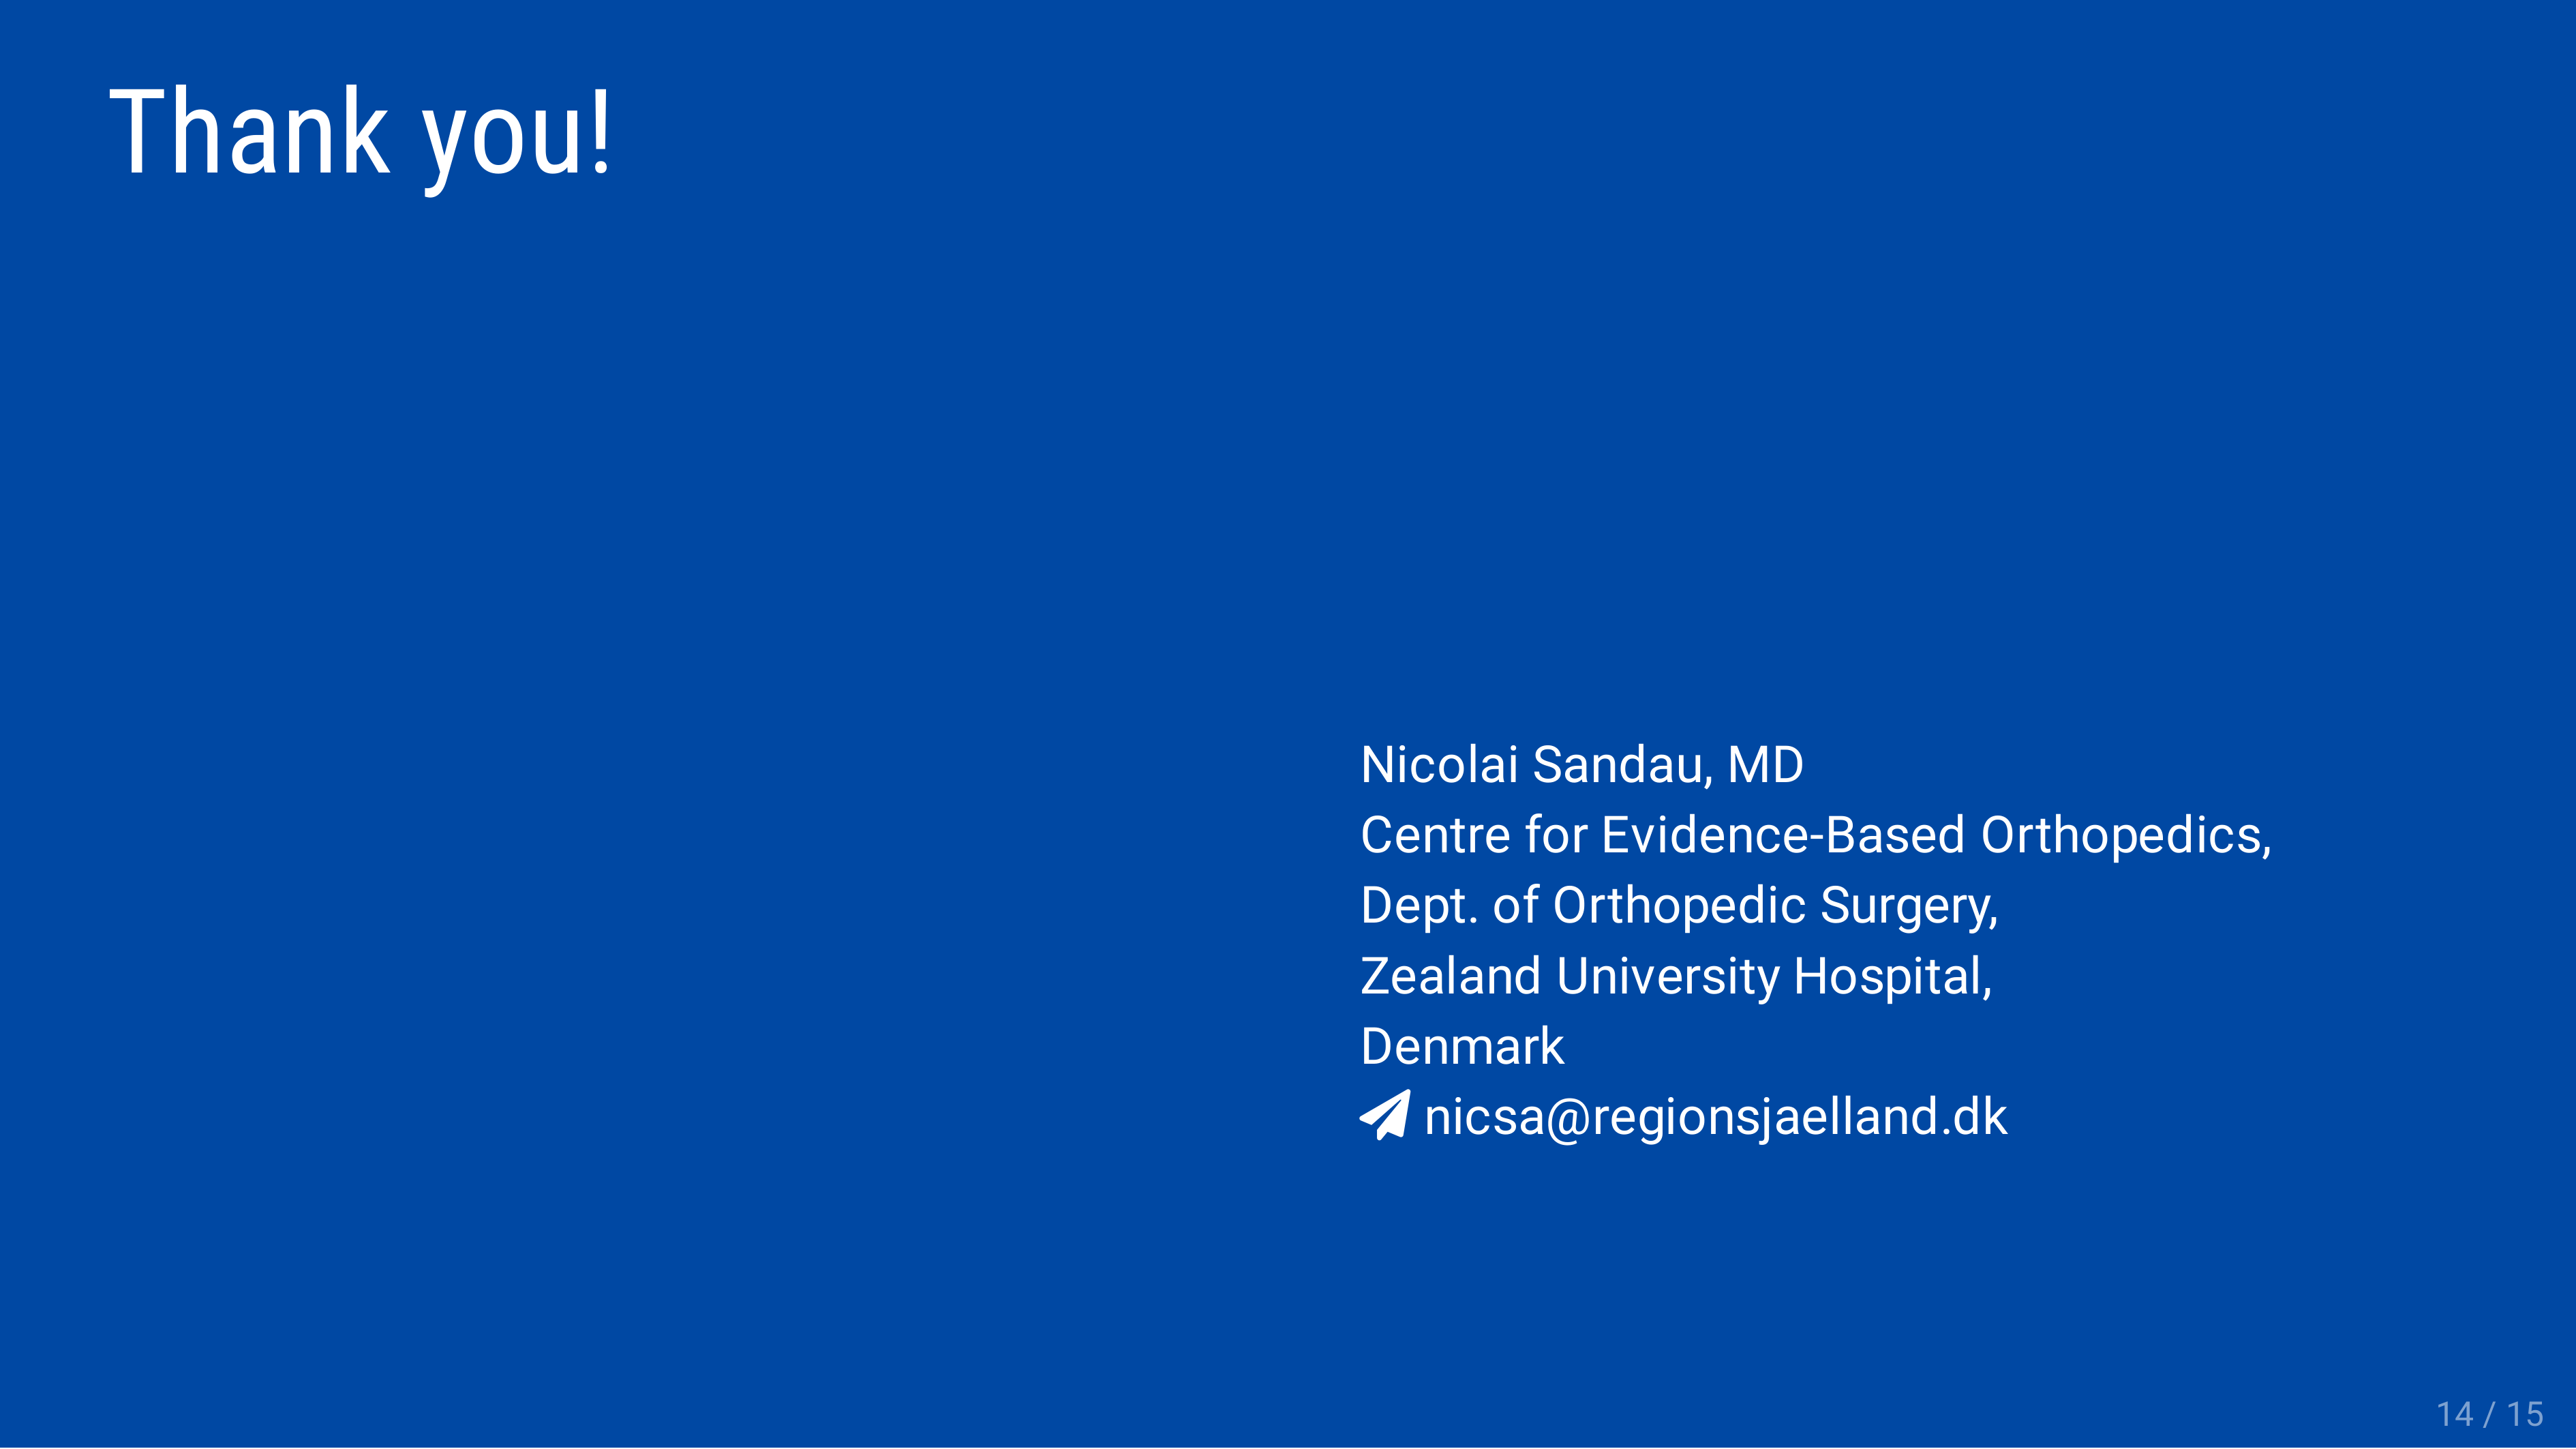 Thank you!
Nicolai Sandau, MD
Centre for Evidence-Based Orthopedics,
Dept. of Orthopedic Surgery,
Zealand University Hospital,
Denmark
nicsa@regionsjaelland.dk
14 / 15